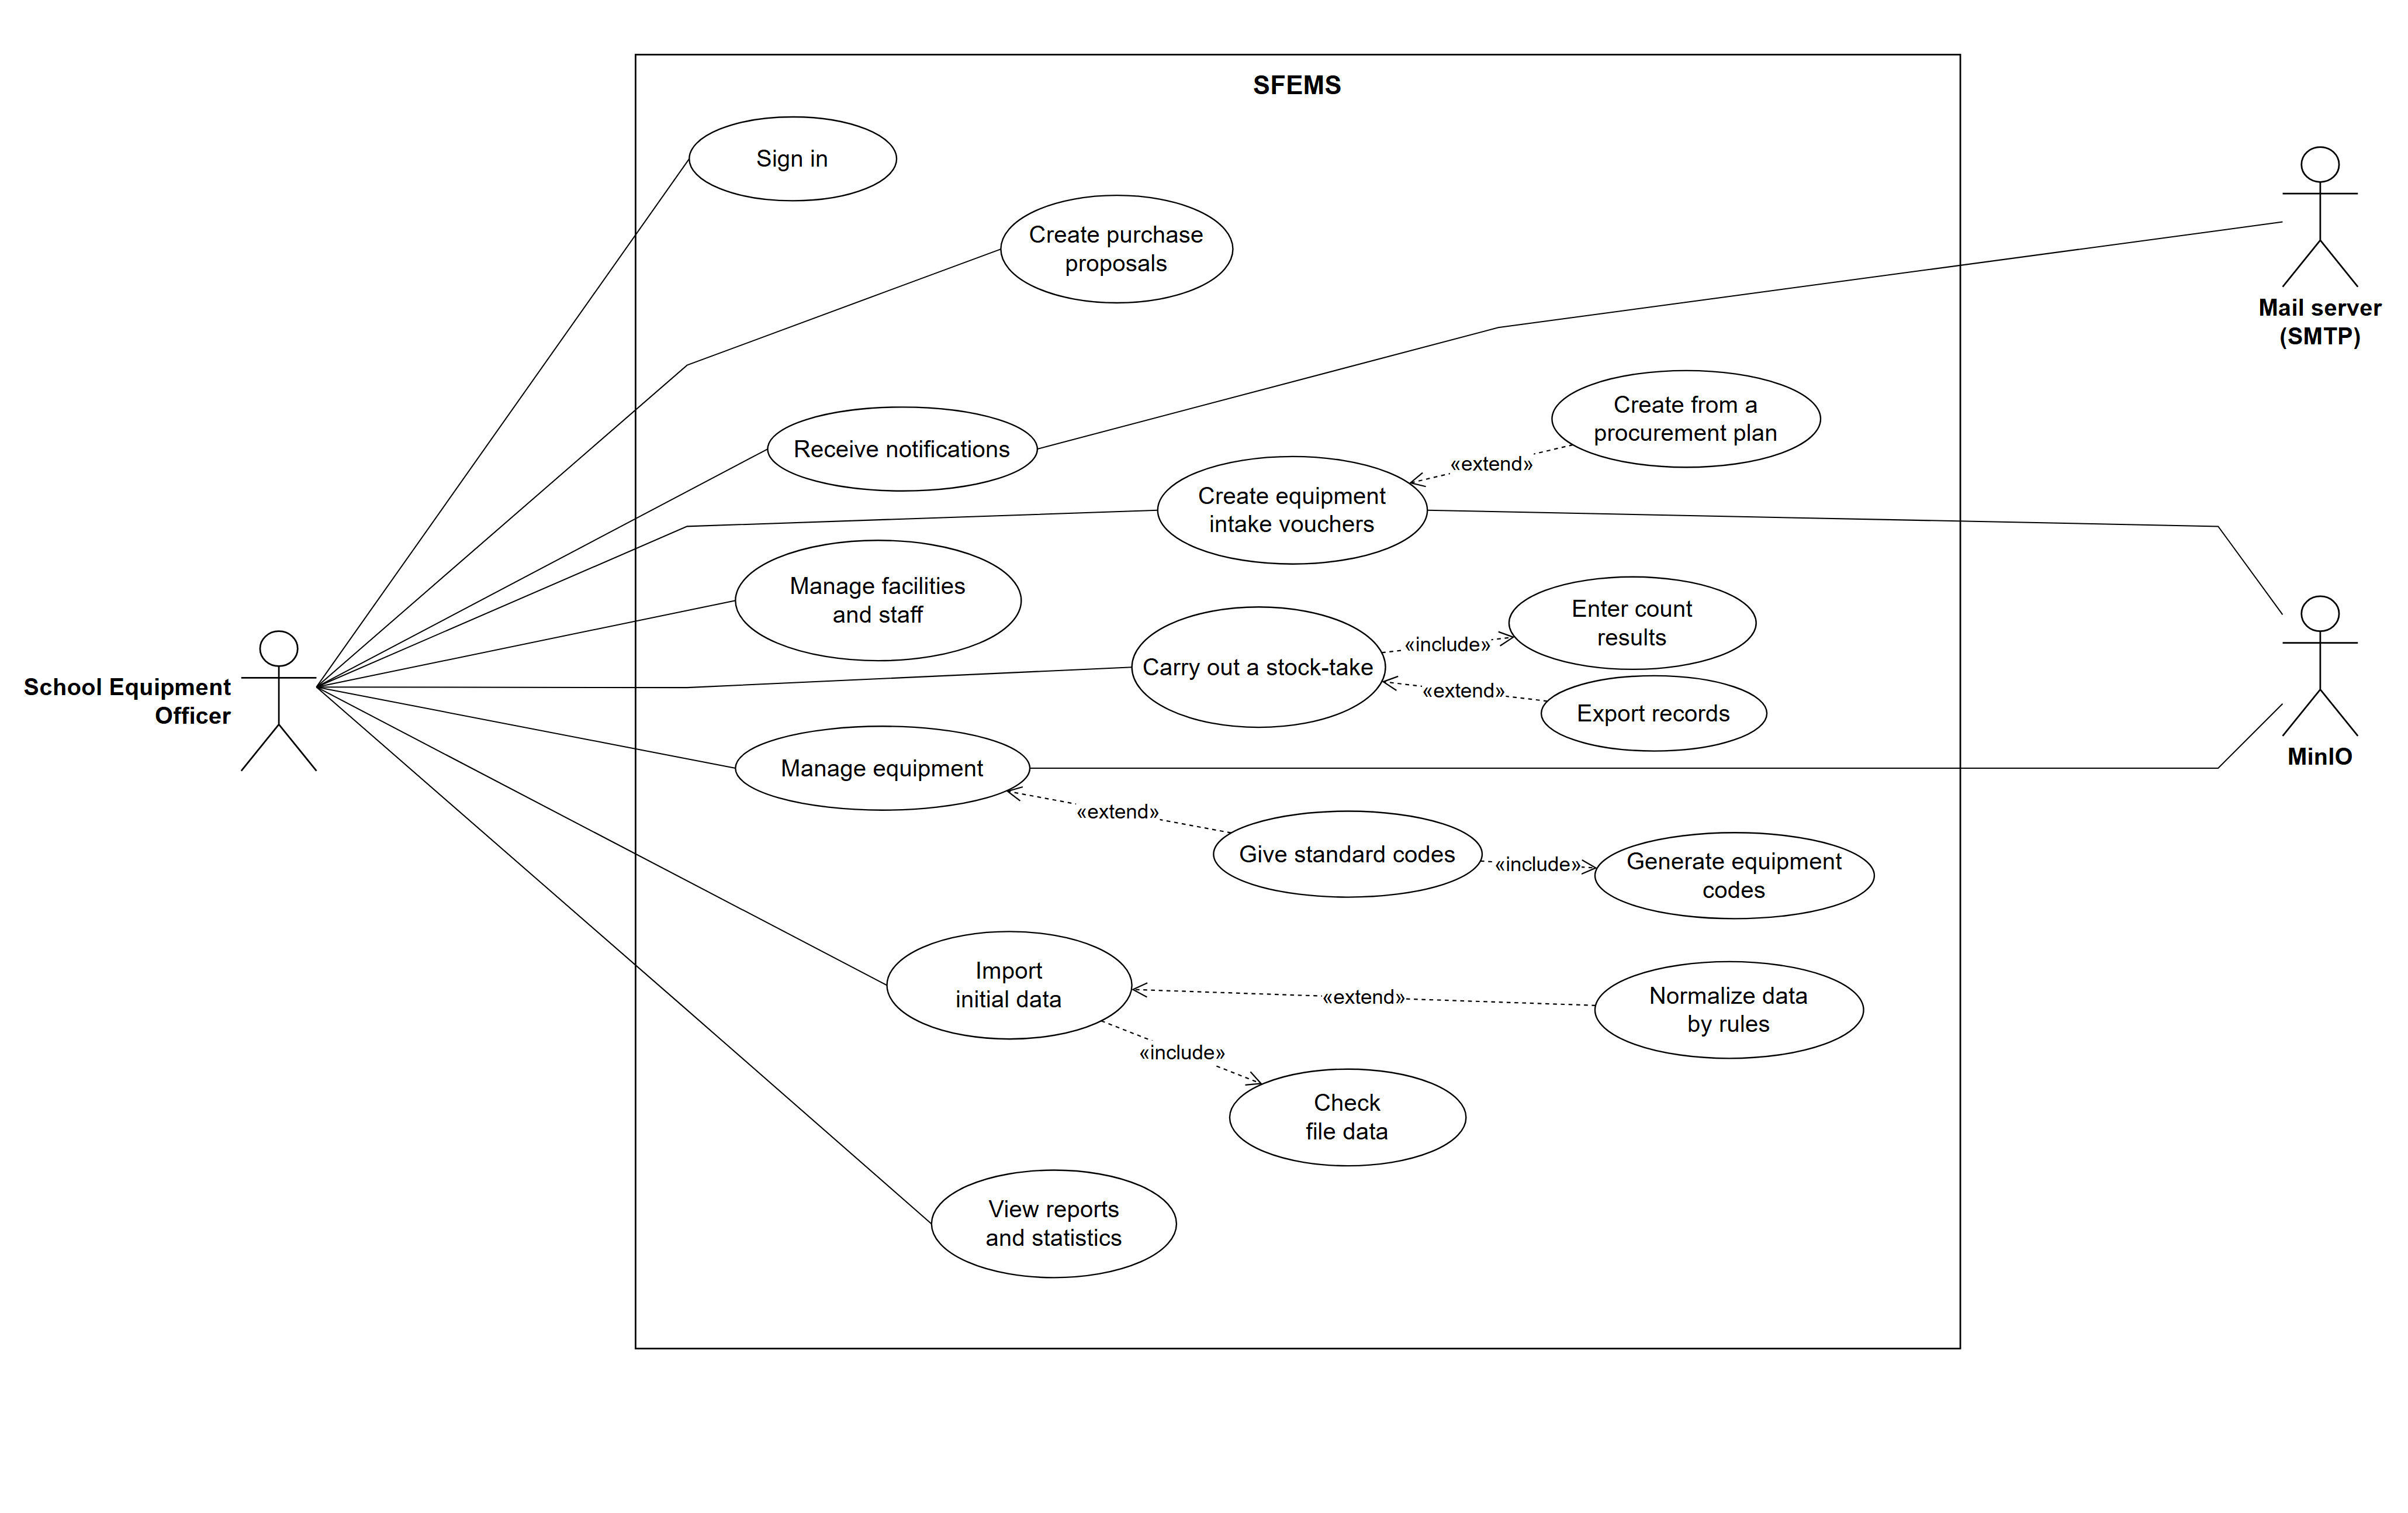 SFEMS
Sign in
Create purchase
proposals
Mail server
(SMTP)
Create from a
procurement plan
Receive notifications
«extend»
Create equipment
intake vouchers
Manage facilities
and staff
Enter count
results
«include»
Carry out a stock-take
«extend»
Export records
School Equipment
Officer
MinIO
Manage equipment
«extend»
Give standard codes
«include»
Generate equipment
codes
Import
initial data
«extend»
Normalize data
by rules
«include»
Check
file data
View reports
and statistics